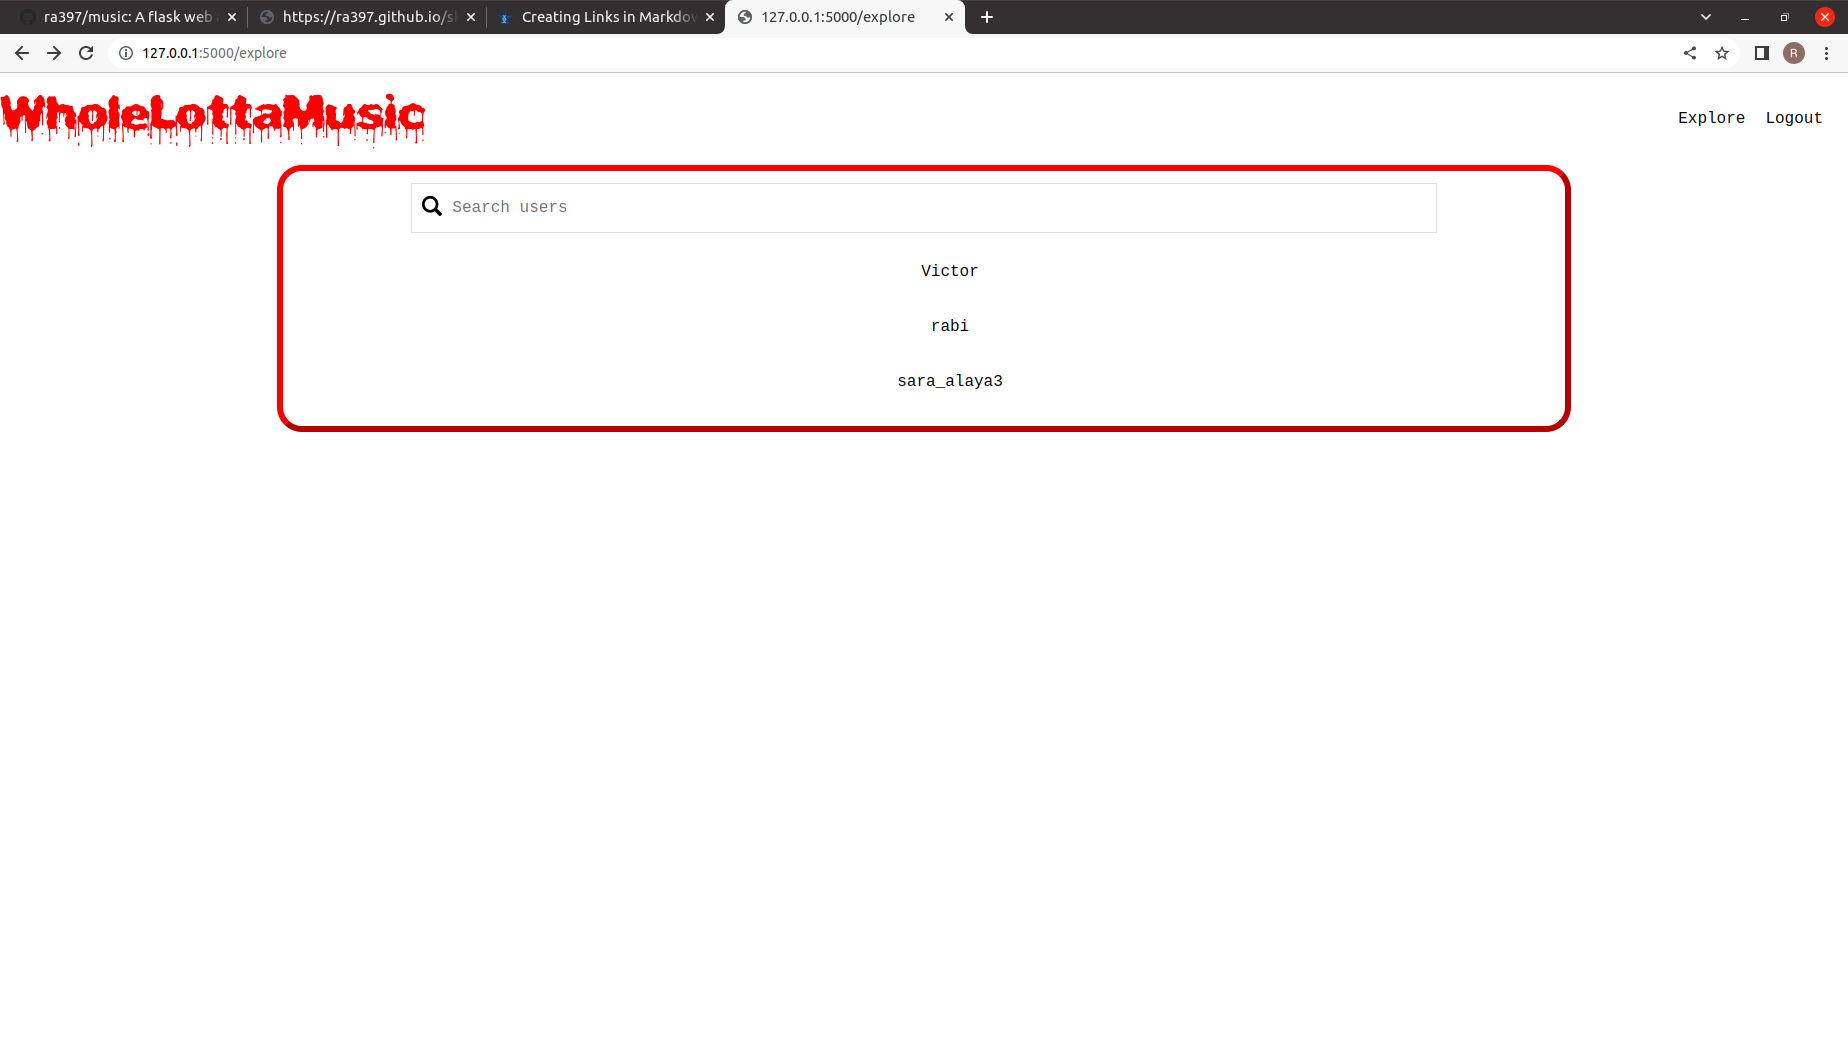 ra397/music: A flask web
https://ra397.github.io/
Creating Links in Markdow
127.0.0.1:5000/explore
127.0.0.1:5000/explore
R
WholeLottaMusic
Explore Logout
Search users
Victor
rabi
sara_alaya3